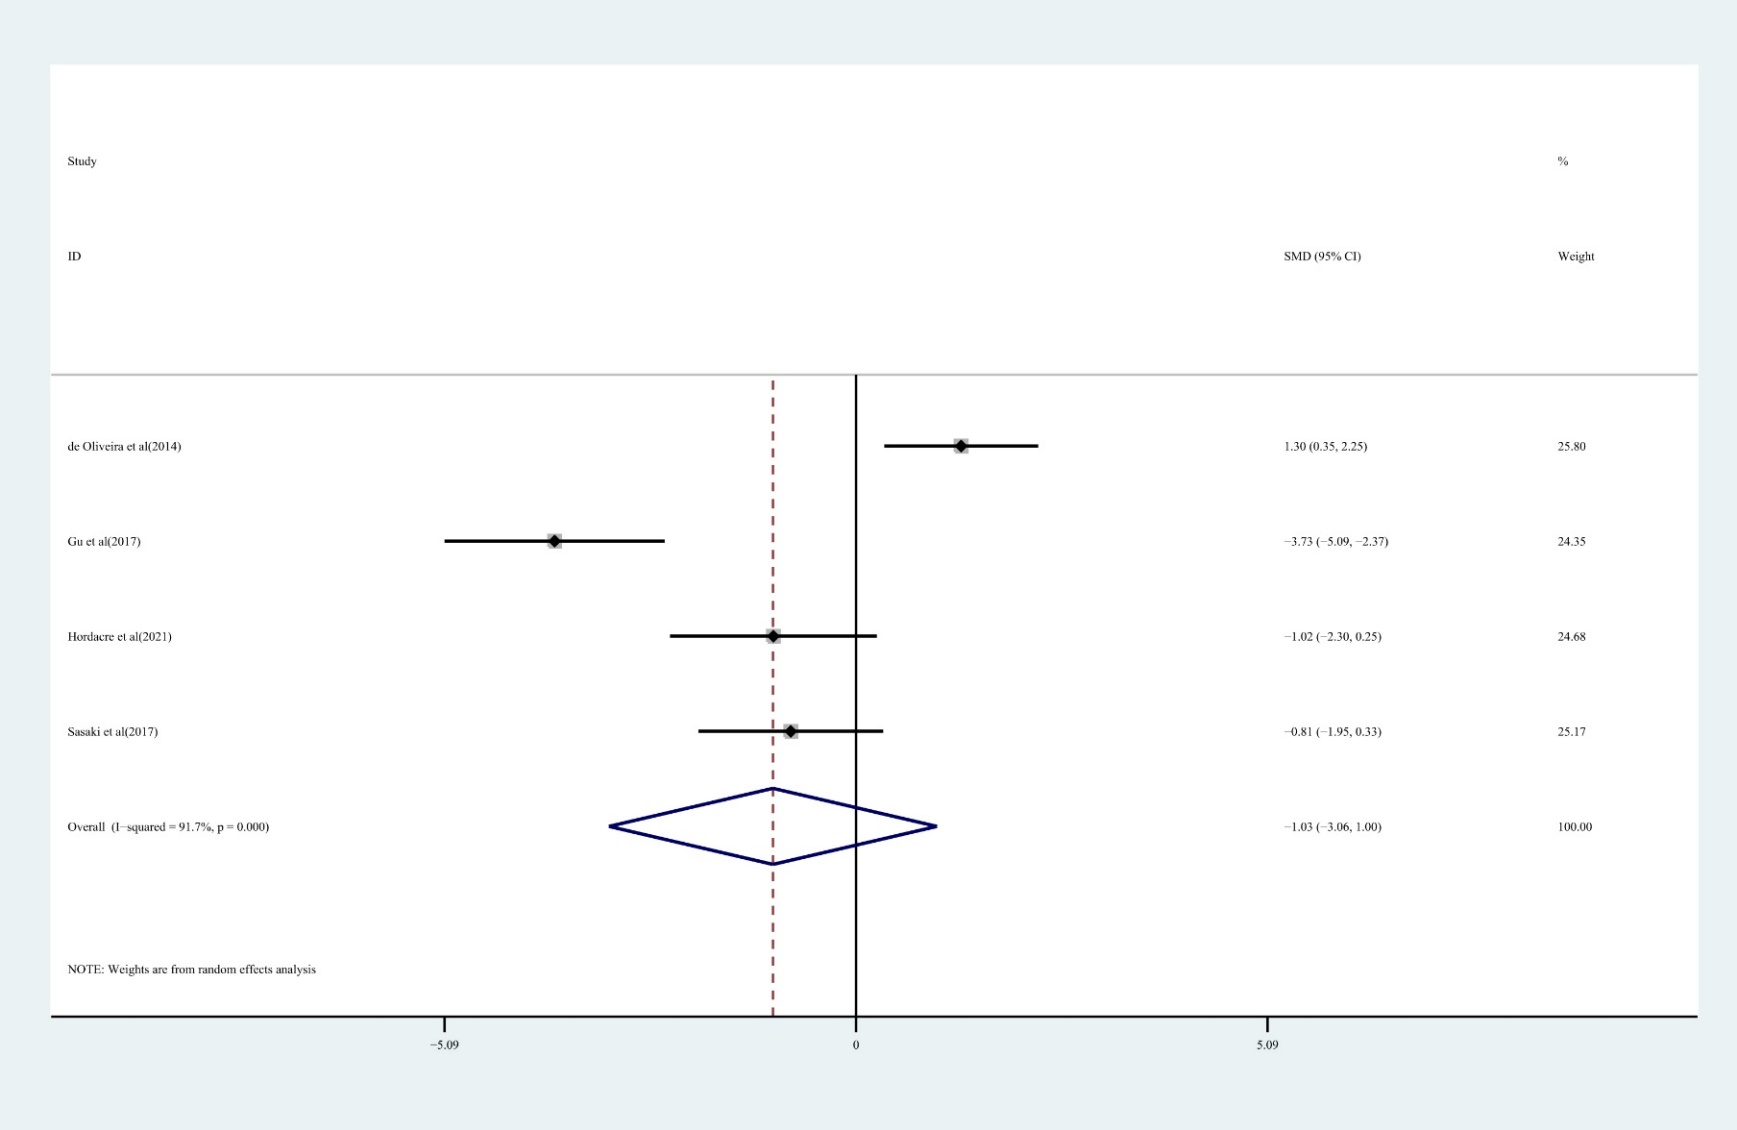 Study %
ID SMD (95% CI) Weight
de Oliveira et al(2014) 1.30 (0.35, 2.25) 25.80
Gu et al(2017) −3.73 (−5.09, −2.37) 24.35
Hordacre et al(2021) −1.02 (−2.30, 0.25) 24.68
Sasaki et al(2017) −0.81 (−1.95, 0.33) 25.17
Overall (I−squared = 91.7%, p = 0.000) −1.03 (−3.06, 1.00) 100.00
NOTE: Weights are from random effects analysis
−5.09 0 5.09